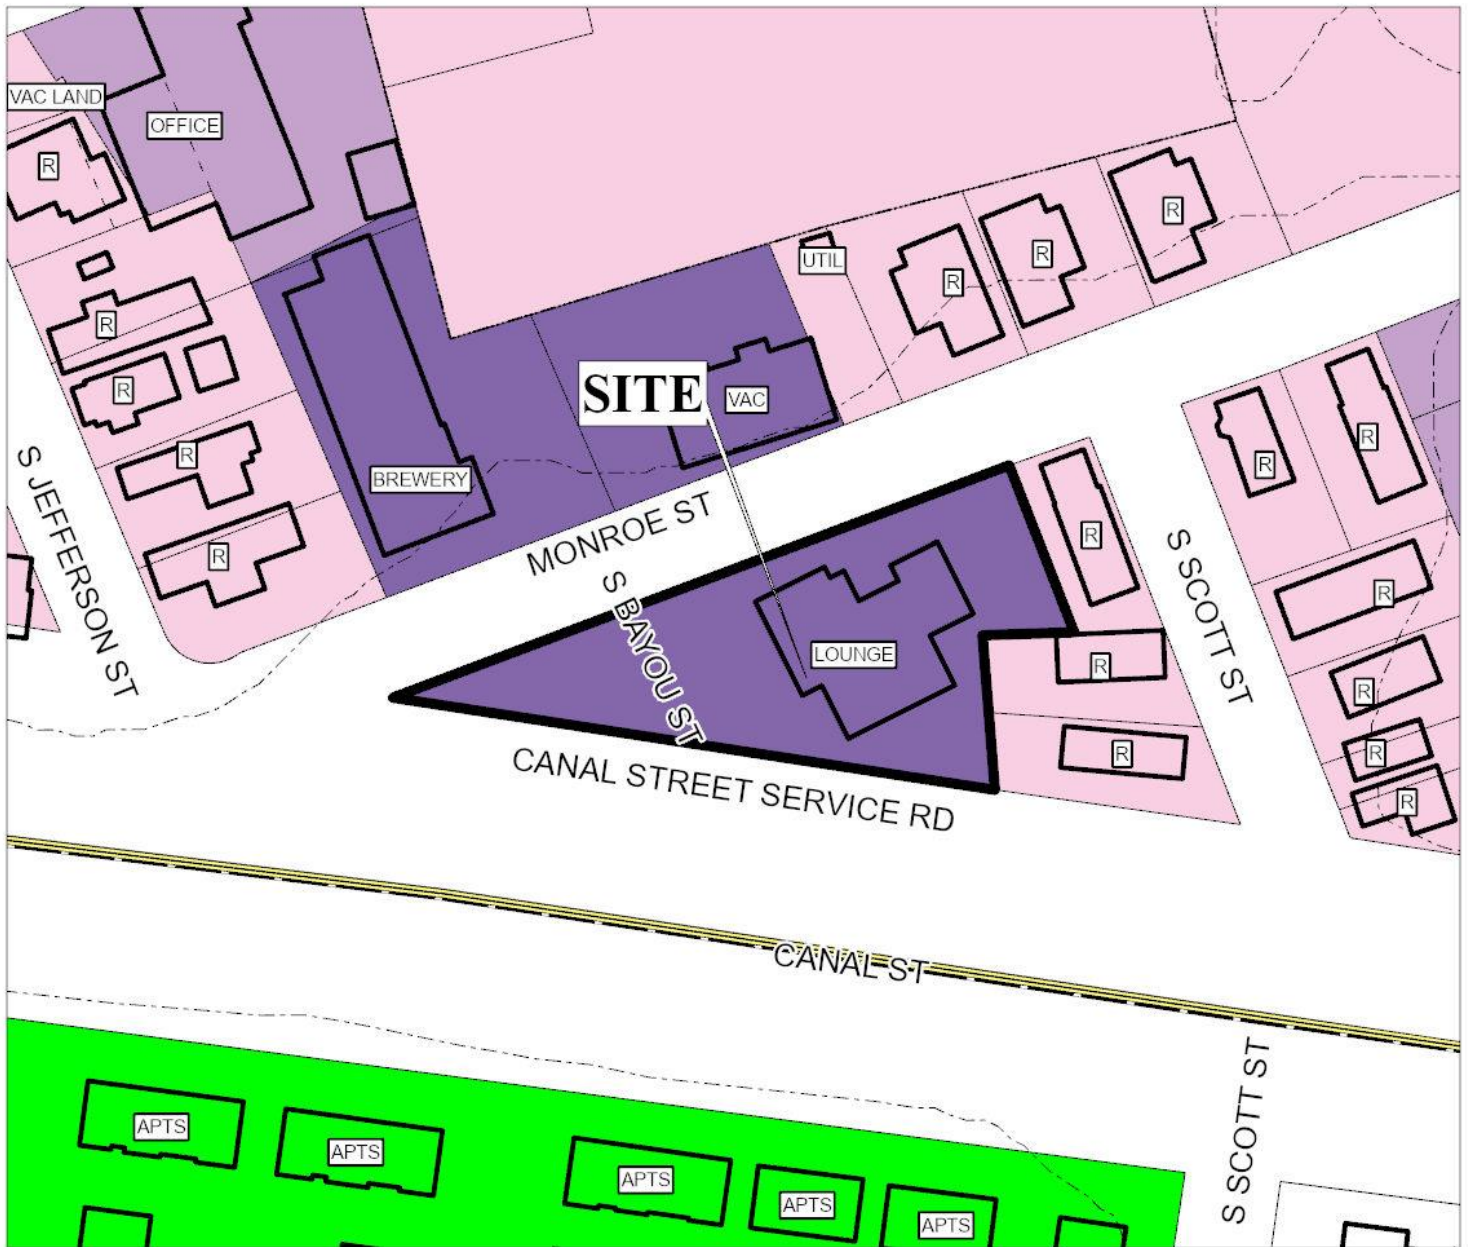 VAC LAND
OFFICE
R
UTIL
R
R
R
R
R
R
R
SITE
VAC
BREWERY
MONROE ST
S JEFFERSON ST
S BAYOU ST
LOUNGE
R
R
R
R
R
S SCOTT ST
R
R
R
R
CANAL STREET SERVICE RD
CANAL ST
S SCOTT ST
APTS
APTS
APTS
APTS
APTS